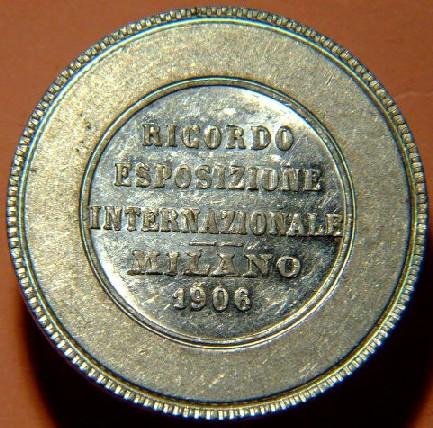 RICORDO
ESPOSIZIONE
INTERNAZIONALE
MILANO
1906